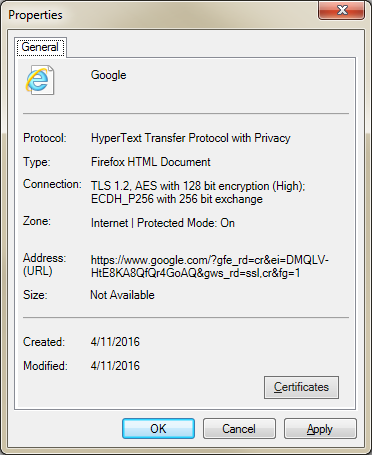 Properties
General
Google
Protocol: HyperText Transfer Protocol with Privacy
Type: Firefox HTML Document
Connection: TLS 1.2, AES with 128 bit encryption (High);
ECDH_P256 with 256 bit exchange
Zone: Internet | Protected Mode: On
Address: https://www.google.com/?gfe_rd=cr&ei=DMQLV-
(URL) HtE8KA8QfQr4GoAQ&gws_rd=ssl,cr&fg=1
Size: Not Available
Created: 4/11/2016
Modified: 4/11/2016
Certificates
OK Cancel Apply